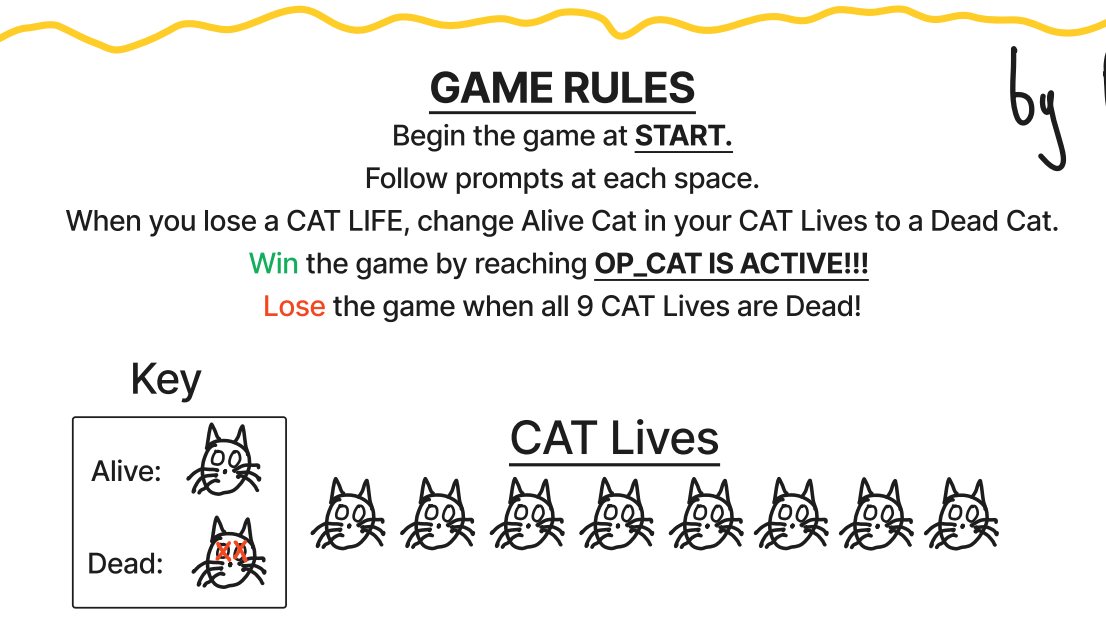 GAME RULES
by
Begin the game at START.
Follow prompts at each space.
When you lose a CAT LIFE, change Alive Cat in your CAT Lives to a Dead Cat.
Win the game by reaching OP_CAT IS ACTIVE!!!
Lose the game when all 9 CAT Lives are Dead!
Key
CAT Lives
Alive:
Dead: